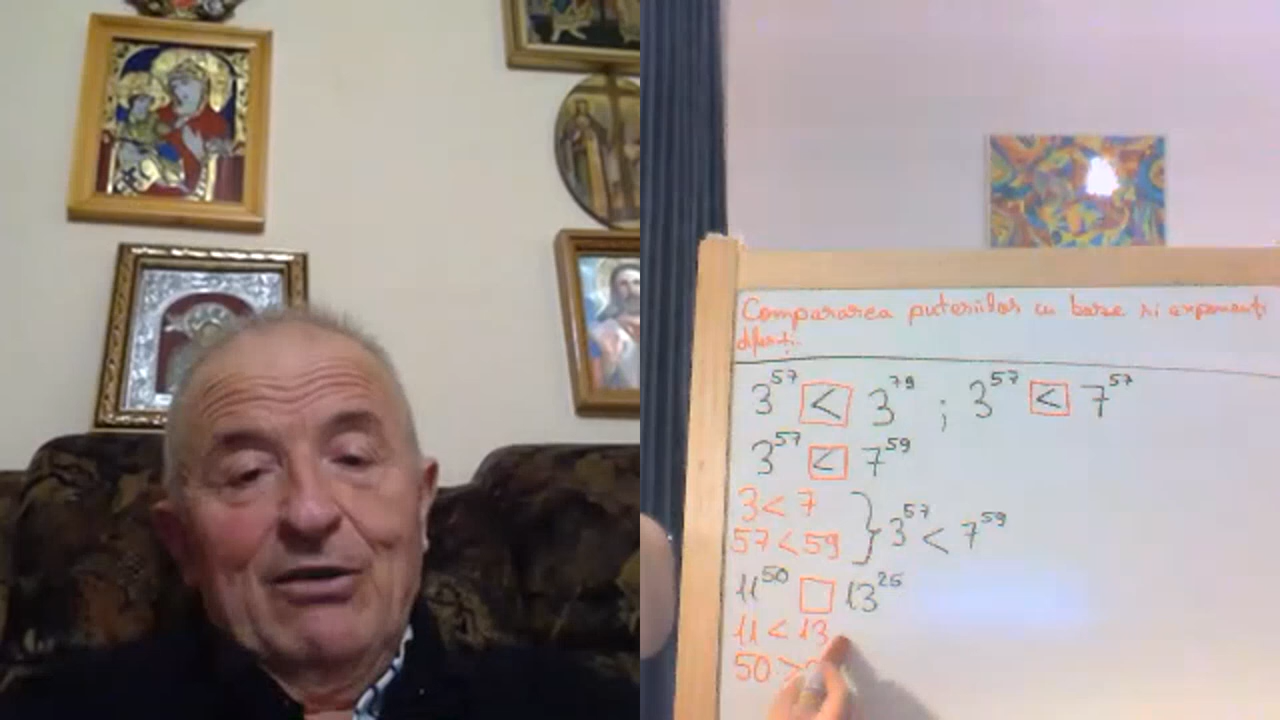 Compararea puterilor cu baze și exponenți
diferiți.
3^57 < 3^79 ; 3^57 < 7^57
3^57 < 7^59
3 < 7
57 < 59 } 3^57 < 7^59
11^50 □ 13^25
11 < 13
50 >